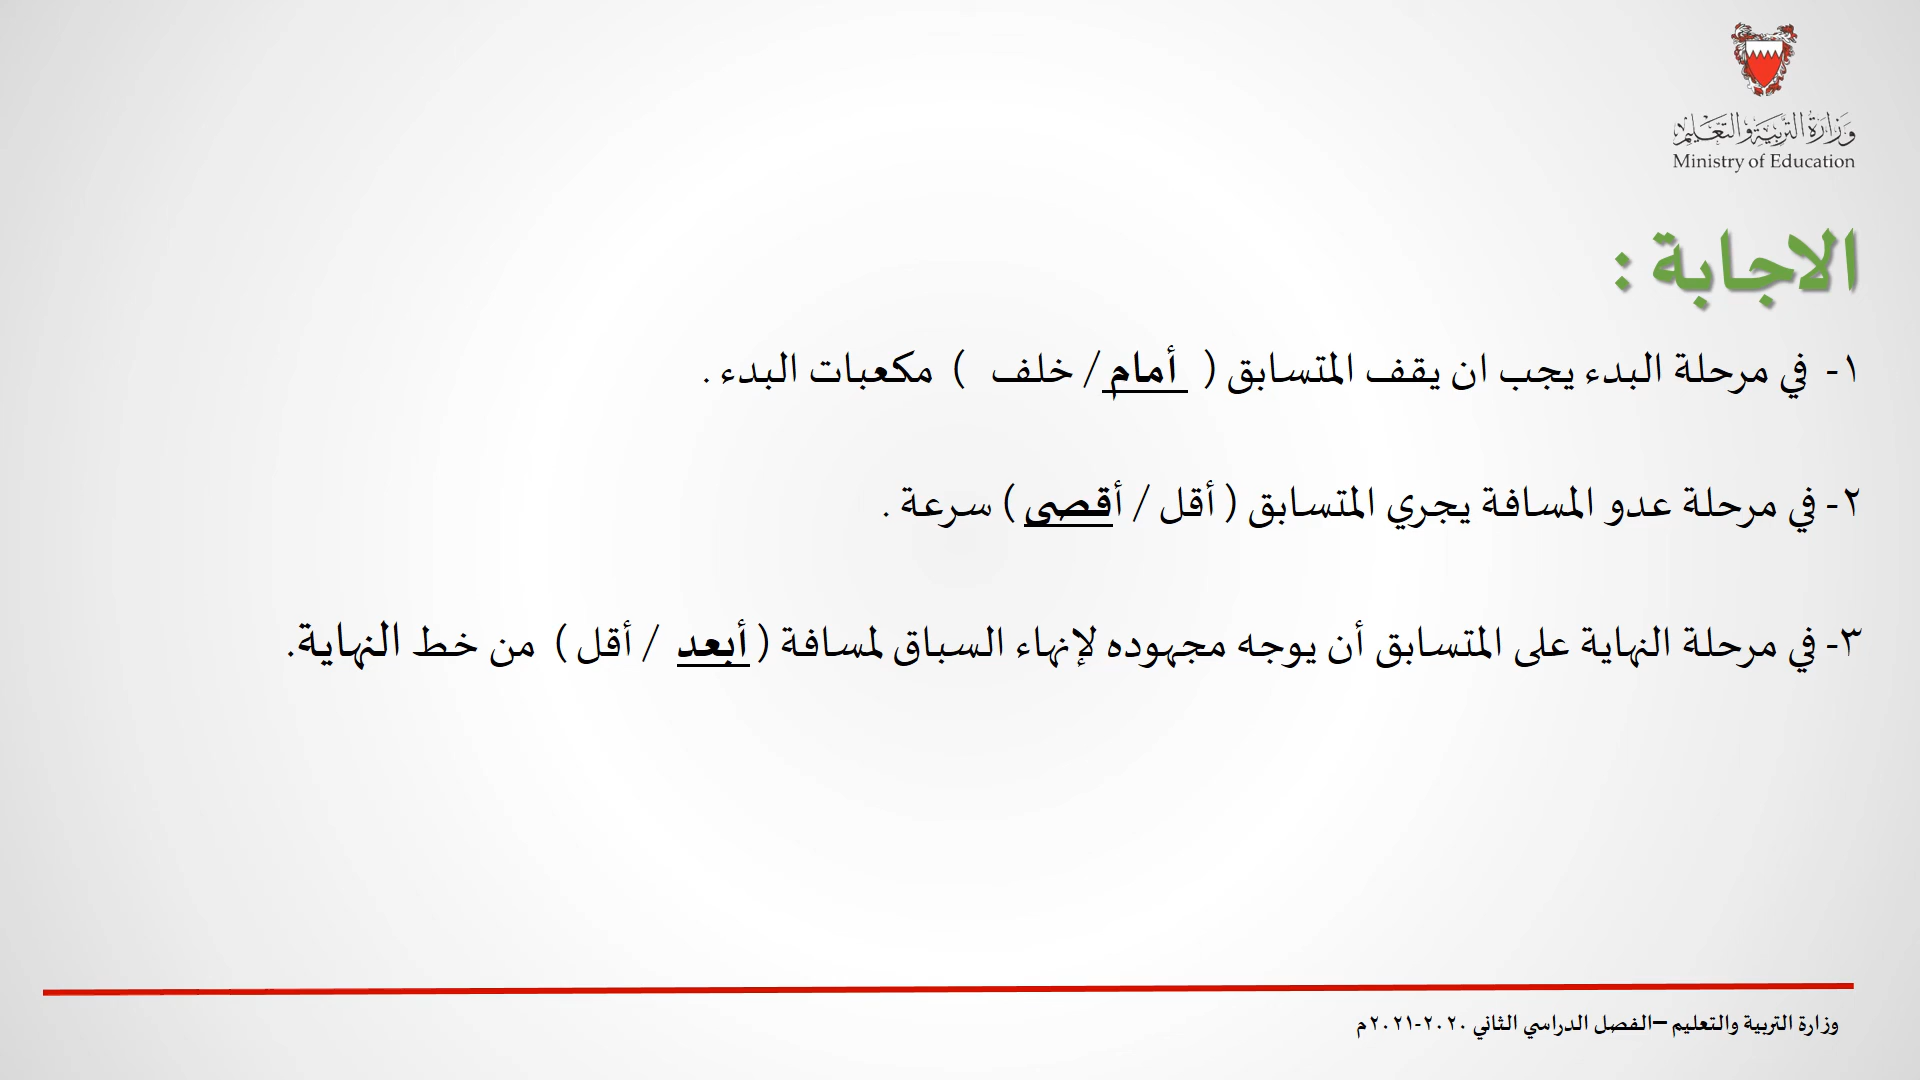 وزارة التربية والتعليم
Ministry of Education
الاجابة :
١- في مرحلة البدء يجب ان يقف المتسابق ( أمام / خلف ) مكعبات البدء .
٢- في مرحلة عدو المسافة يجري المتسابق ( أقل / أقصى ) سرعة .
٣- في مرحلة النهاية على المتسابق أن يوجه مجهوده لإنهاء السباق لمسافة ( أبعد / أقل ) من خط النهاية.
وزارة التربية والتعليم –الفصل الدراسي الثاني ٢٠٢٠-٢٠٢١م